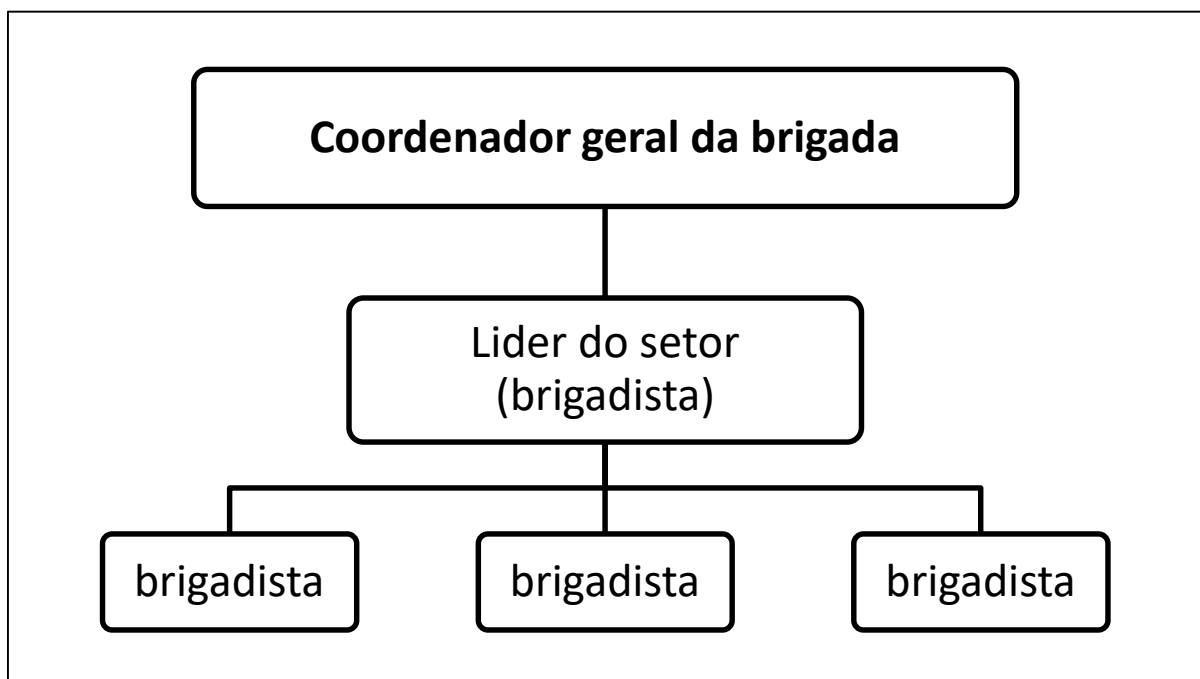 Coordenador geral da brigada
Lider do setor
(brigadista)
brigadista
brigadista
brigadista